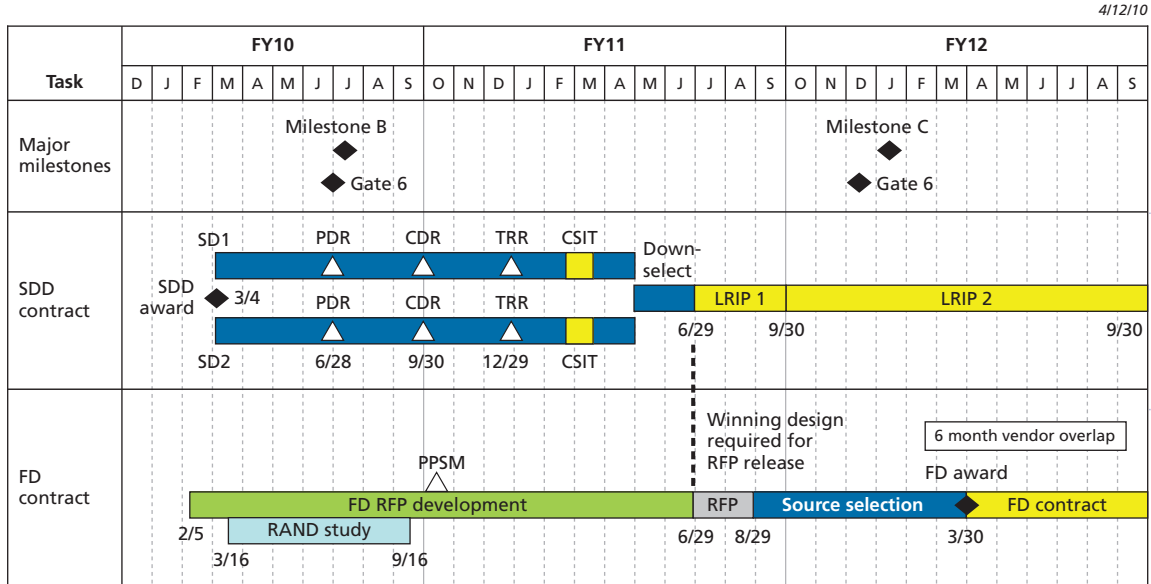 4/12/10
FY10 FY11 FY12
Task D J F M A M J J A S O N D J F M A M J J A S O N D J F M A M J J A S
Major
milestones
Milestone B
Gate 6
Milestone C
Gate 6
SDD
contract
SD1 PDR CDR TRR CSIT
Down-
select
SDD
award
3/4
LRIP 1 LRIP 2
PDR CDR TRR
6/29 9/30 9/30
SD2 6/28 9/30 12/29 CSIT
FD
contract
Winning design
required for
RFP release
6 month vendor overlap
PPSM
FD award
FD RFP development RFP Source selection FD contract
2/5 RAND study 6/29 8/29 3/30
3/16 9/16